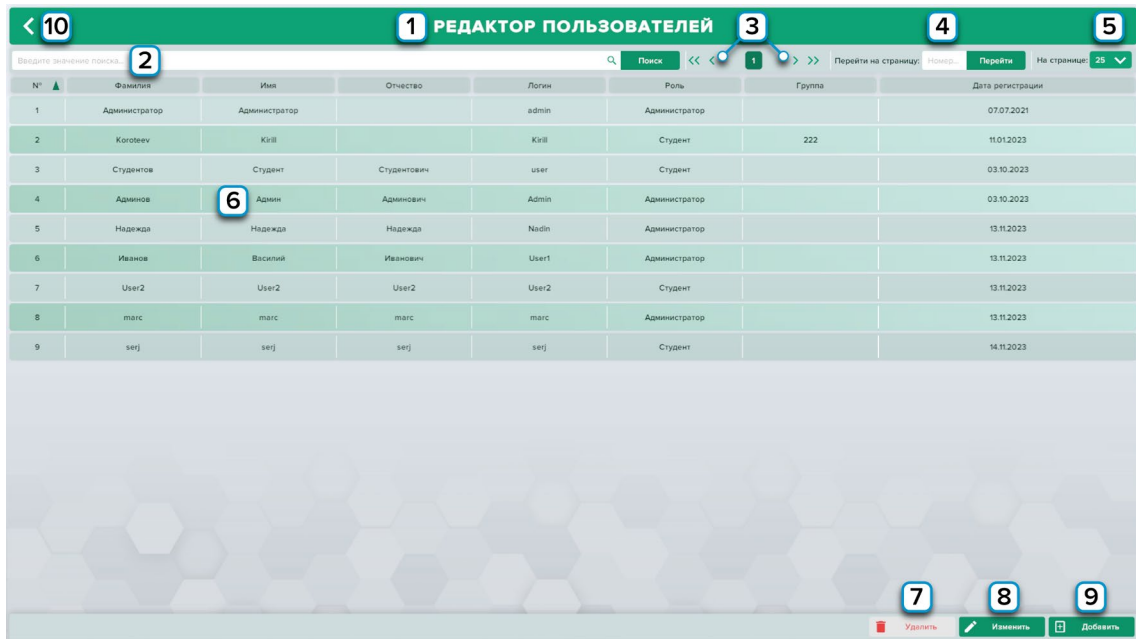 10 1 РЕДАКТОР ПОЛЬЗОВАТЕЛЕЙ 3 4 5
Введите значение поиска... 2 Поиск << < 1 > >> Перейти на страницу: Номер... Перейти На странице: 25
N° Фамилия Имя Отчество Логин Роль Группа Дата регистрации
1 Администратор Администратор admin Администратор 07.07.2021
2 Koroteev Kirill Kirill Студент 222 11.01.2023
3 Студентов Студент Студентович user Студент 03.10.2023
4 Админов 6 Админ Админович Admin Администратор 03.10.2023
5 Надежда Надежда Надежда Nadin Администратор 13.11.2023
6 Иванов Василий Иванович User1 Администратор 13.11.2023
7 User2 User2 User2 User2 Студент 13.11.2023
8 marc marc marc marc Администратор 13.11.2023
9 serj serj serj serj Студент 14.11.2023
7 8 9
Удалить Изменить Добавить